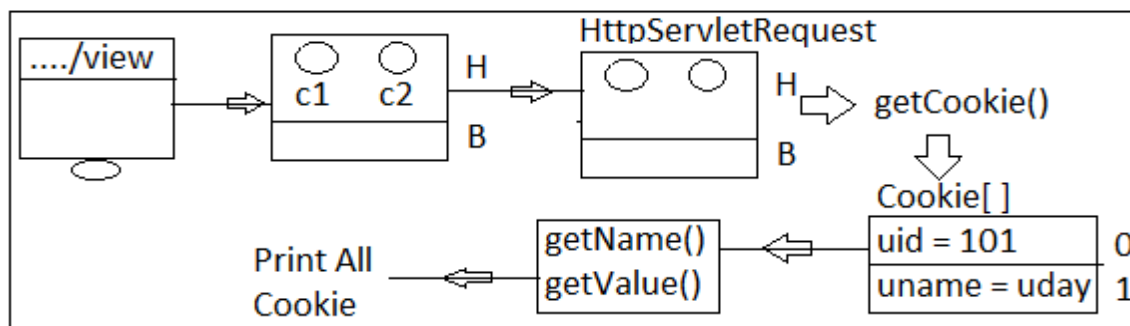 HttpServletRequest
..../view
c1 c2
H
B
H
B
getCookie()
Cookie[ ]
uid = 101 0
uname = uday 1
getName()
getValue()
Print All
Cookie